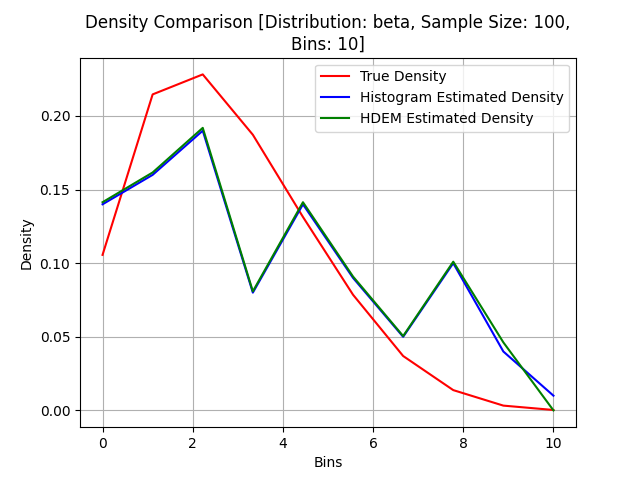 Density Comparison [Distribution: beta, Sample Size: 100,
Bins: 10]
True Density
Histogram Estimated Density
HDEM Estimated Density
Density
0.20
0.15
0.10
0.05
0.00
0 2 4 6 8 10
Bins